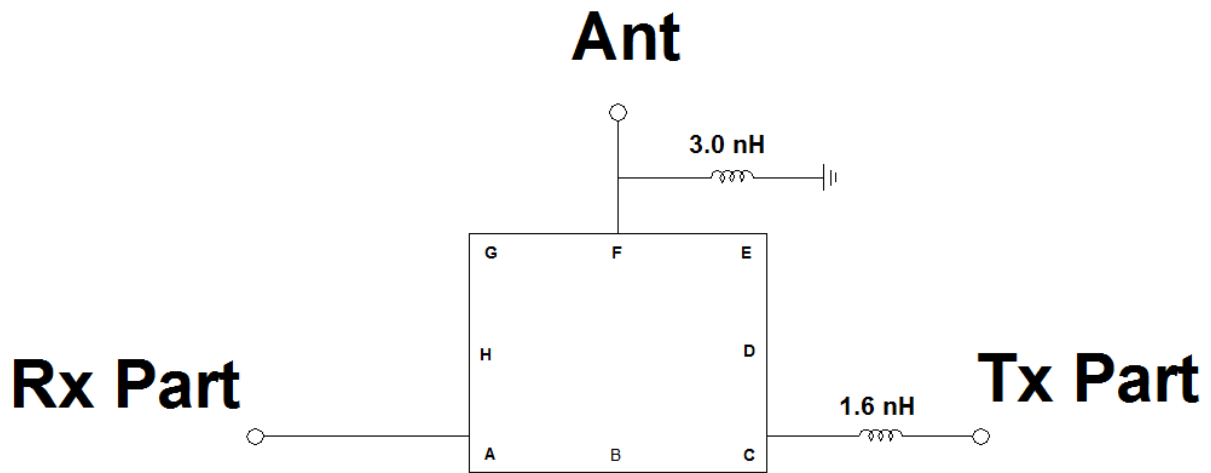 Ant
3.0 nH
G F E
H D
Rx Part
Tx Part
1.6 nH
A B C